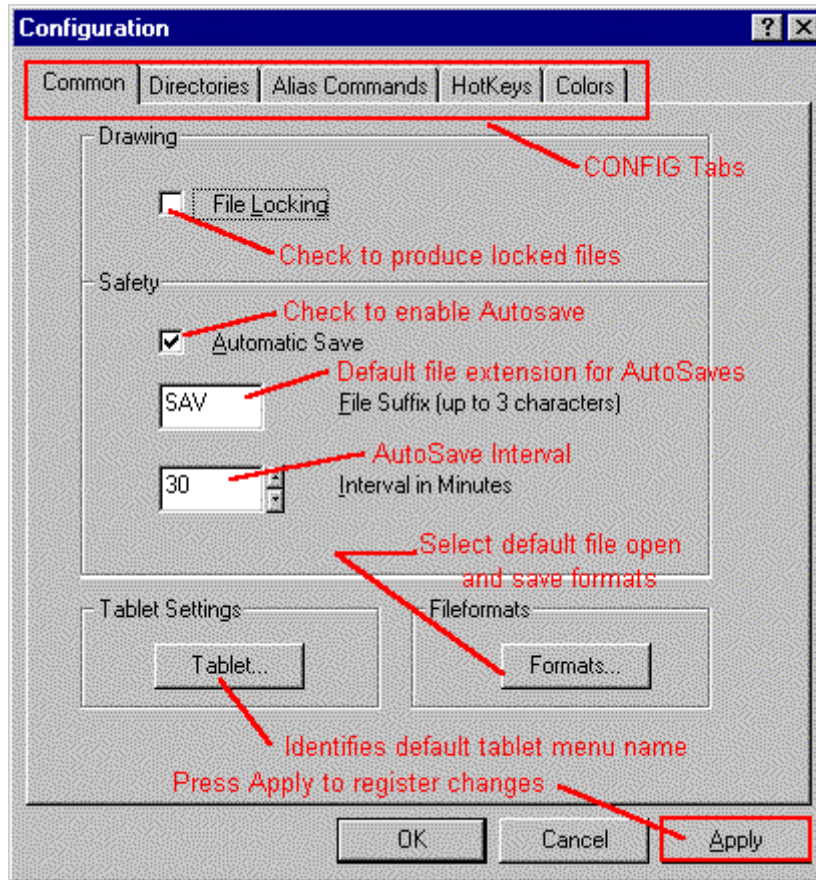 Configuration
Common Directories Alias Commands HotKeys Colors
CONFIG Tabs
Drawing
File Locking
Check to produce locked files
Safety
Check to enable Autosave
Automatic Save
Default file extension for AutoSaves
SAV File Suffix (up to 3 characters)
AutoSave Interval
30 Interval in Minutes
Select default file open
and save formats
Tablet Settings Fileformats
Tablet... Formats...
Identifies default tablet menu name
Press Apply to register changes
OK Cancel Apply